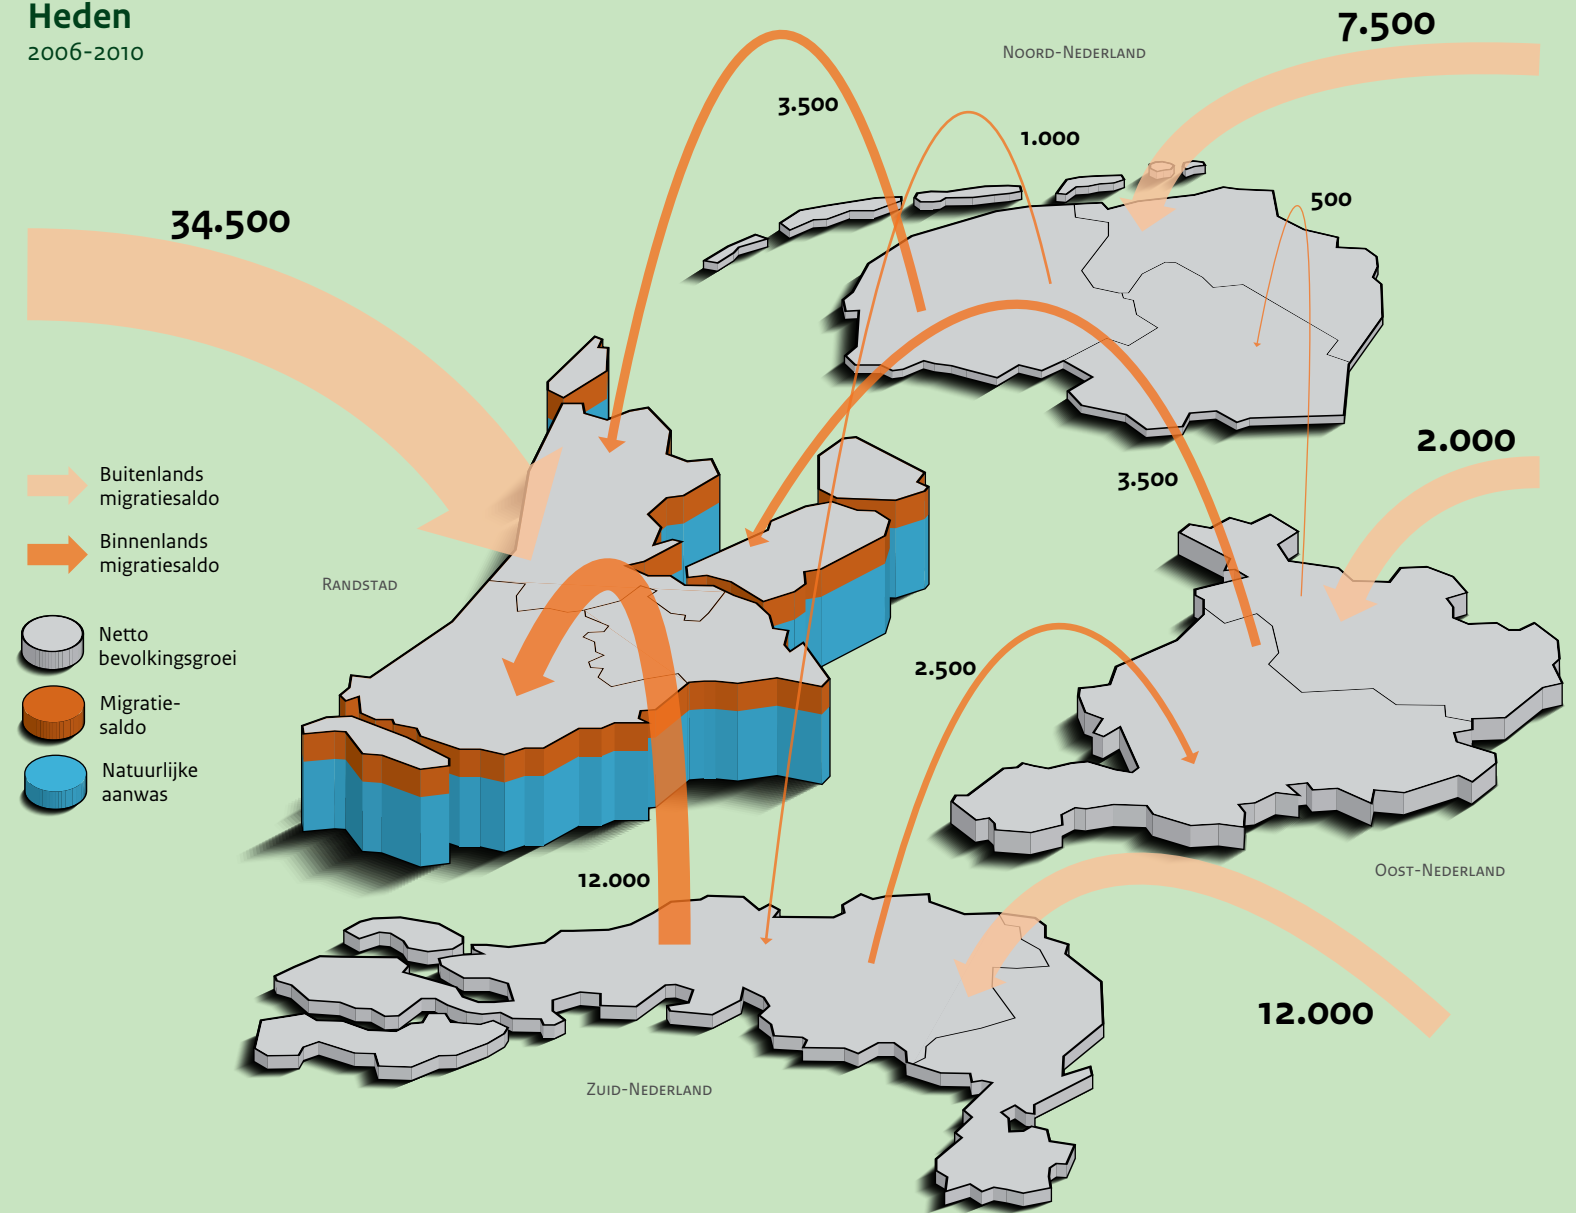 Heden
2006-2010
7.500
Noord-Nederland
3.500
1.000
500
34.500
2.000
Buitenlands
migratiesaldo
3.500
Binnenlands
migratiesaldo
Randstad
Netto
bevolkingsgroei
2.500
Migratie-
saldo
Natuurlijke
aanwas
12.000
Oost-Nederland
12.000
Zuid-Nederland